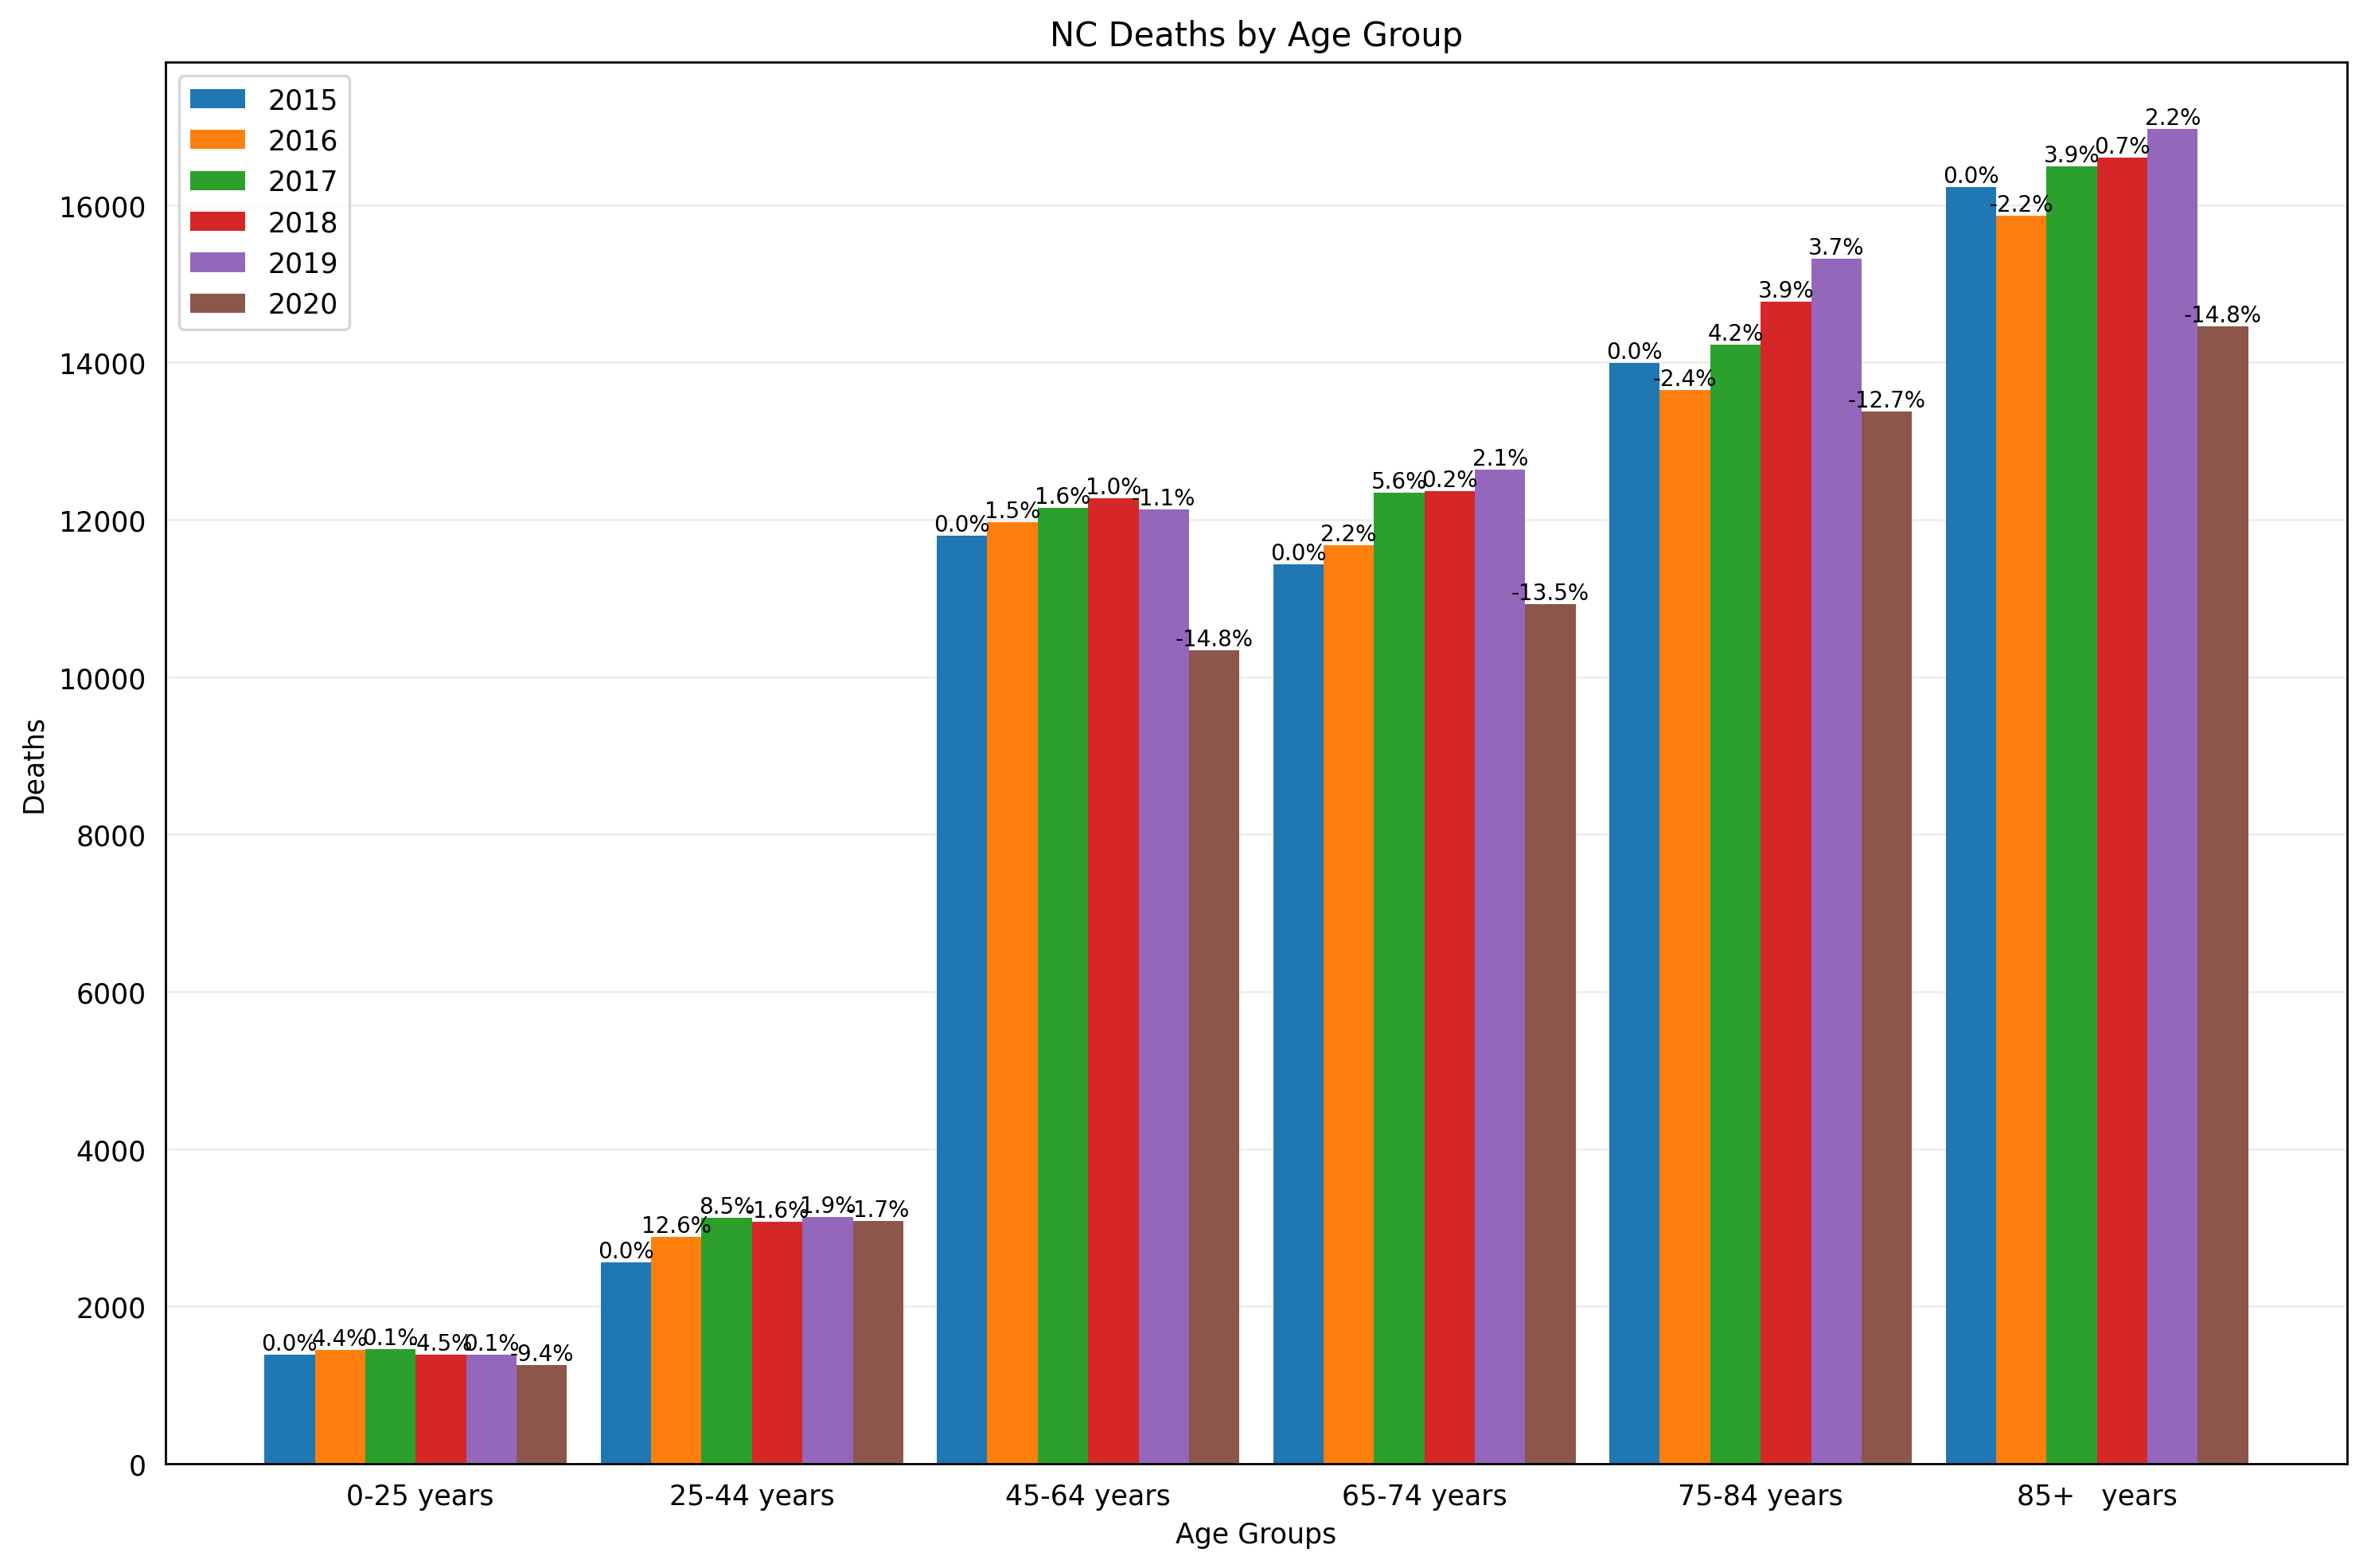 NC Deaths by Age Group
2015
2016
2017
2018
2019
2020
Deaths
16000
14000
12000
10000
8000
6000
4000
2000
0
0.0% 4.4% 0.1% -4.5% 0.1% -9.4%
0.0% 12.6% 8.5% -1.6% 1.9% -1.7%
0.0% 1.5% 1.6% 1.0% -1.1% -14.8%
0.0% 2.2% 5.6% 0.2% 2.1% -13.5%
0.0% -2.4% 4.2% 3.9% 3.7% -12.7%
0.0% -2.2% 3.9% 0.7% 2.2% -14.8%
0-25 years 25-44 years 45-64 years 65-74 years 75-84 years 85+ years
Age Groups